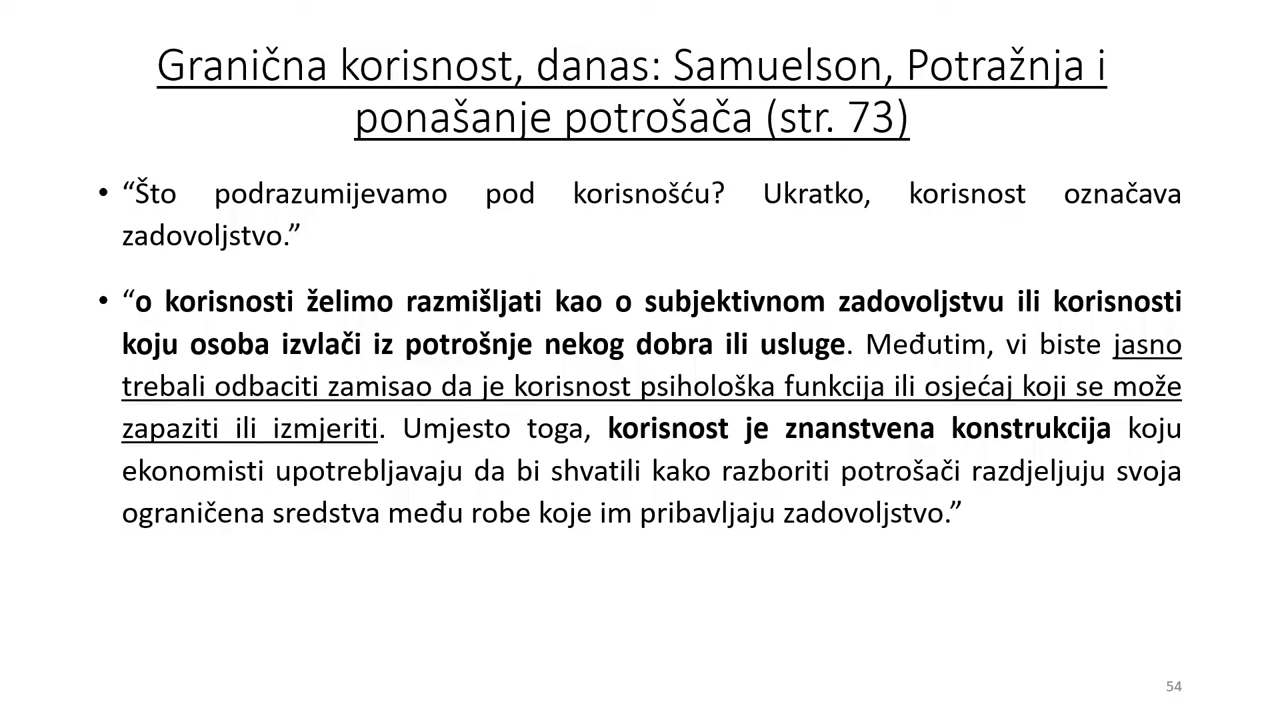 Granična korisnost, danas: Samuelson, Potražnja i
ponašanje potrošača (str. 73)
• “Što podrazumijevamo pod korisnošću? Ukratko, korisnost označava
zadovoljstvo.”
• “o korisnosti želimo razmišljati kao o subjektivnom zadovoljstvu ili korisnosti
koju osoba izvlači iz potrošnje nekog dobra ili usluge. Međutim, vi biste jasno
trebali odbaciti zamisao da je korisnost psihološka funkcija ili osjećaj koji se može
zapaziti ili izmjeriti. Umjesto toga, korisnost je znanstvena konstrukcija koju
ekonomisti upotrebljavaju da bi shvatili kako razboriti potrošači razdjeljuju svoja
ograničena sredstva među robe koje im pribavljaju zadovoljstvo.”
54